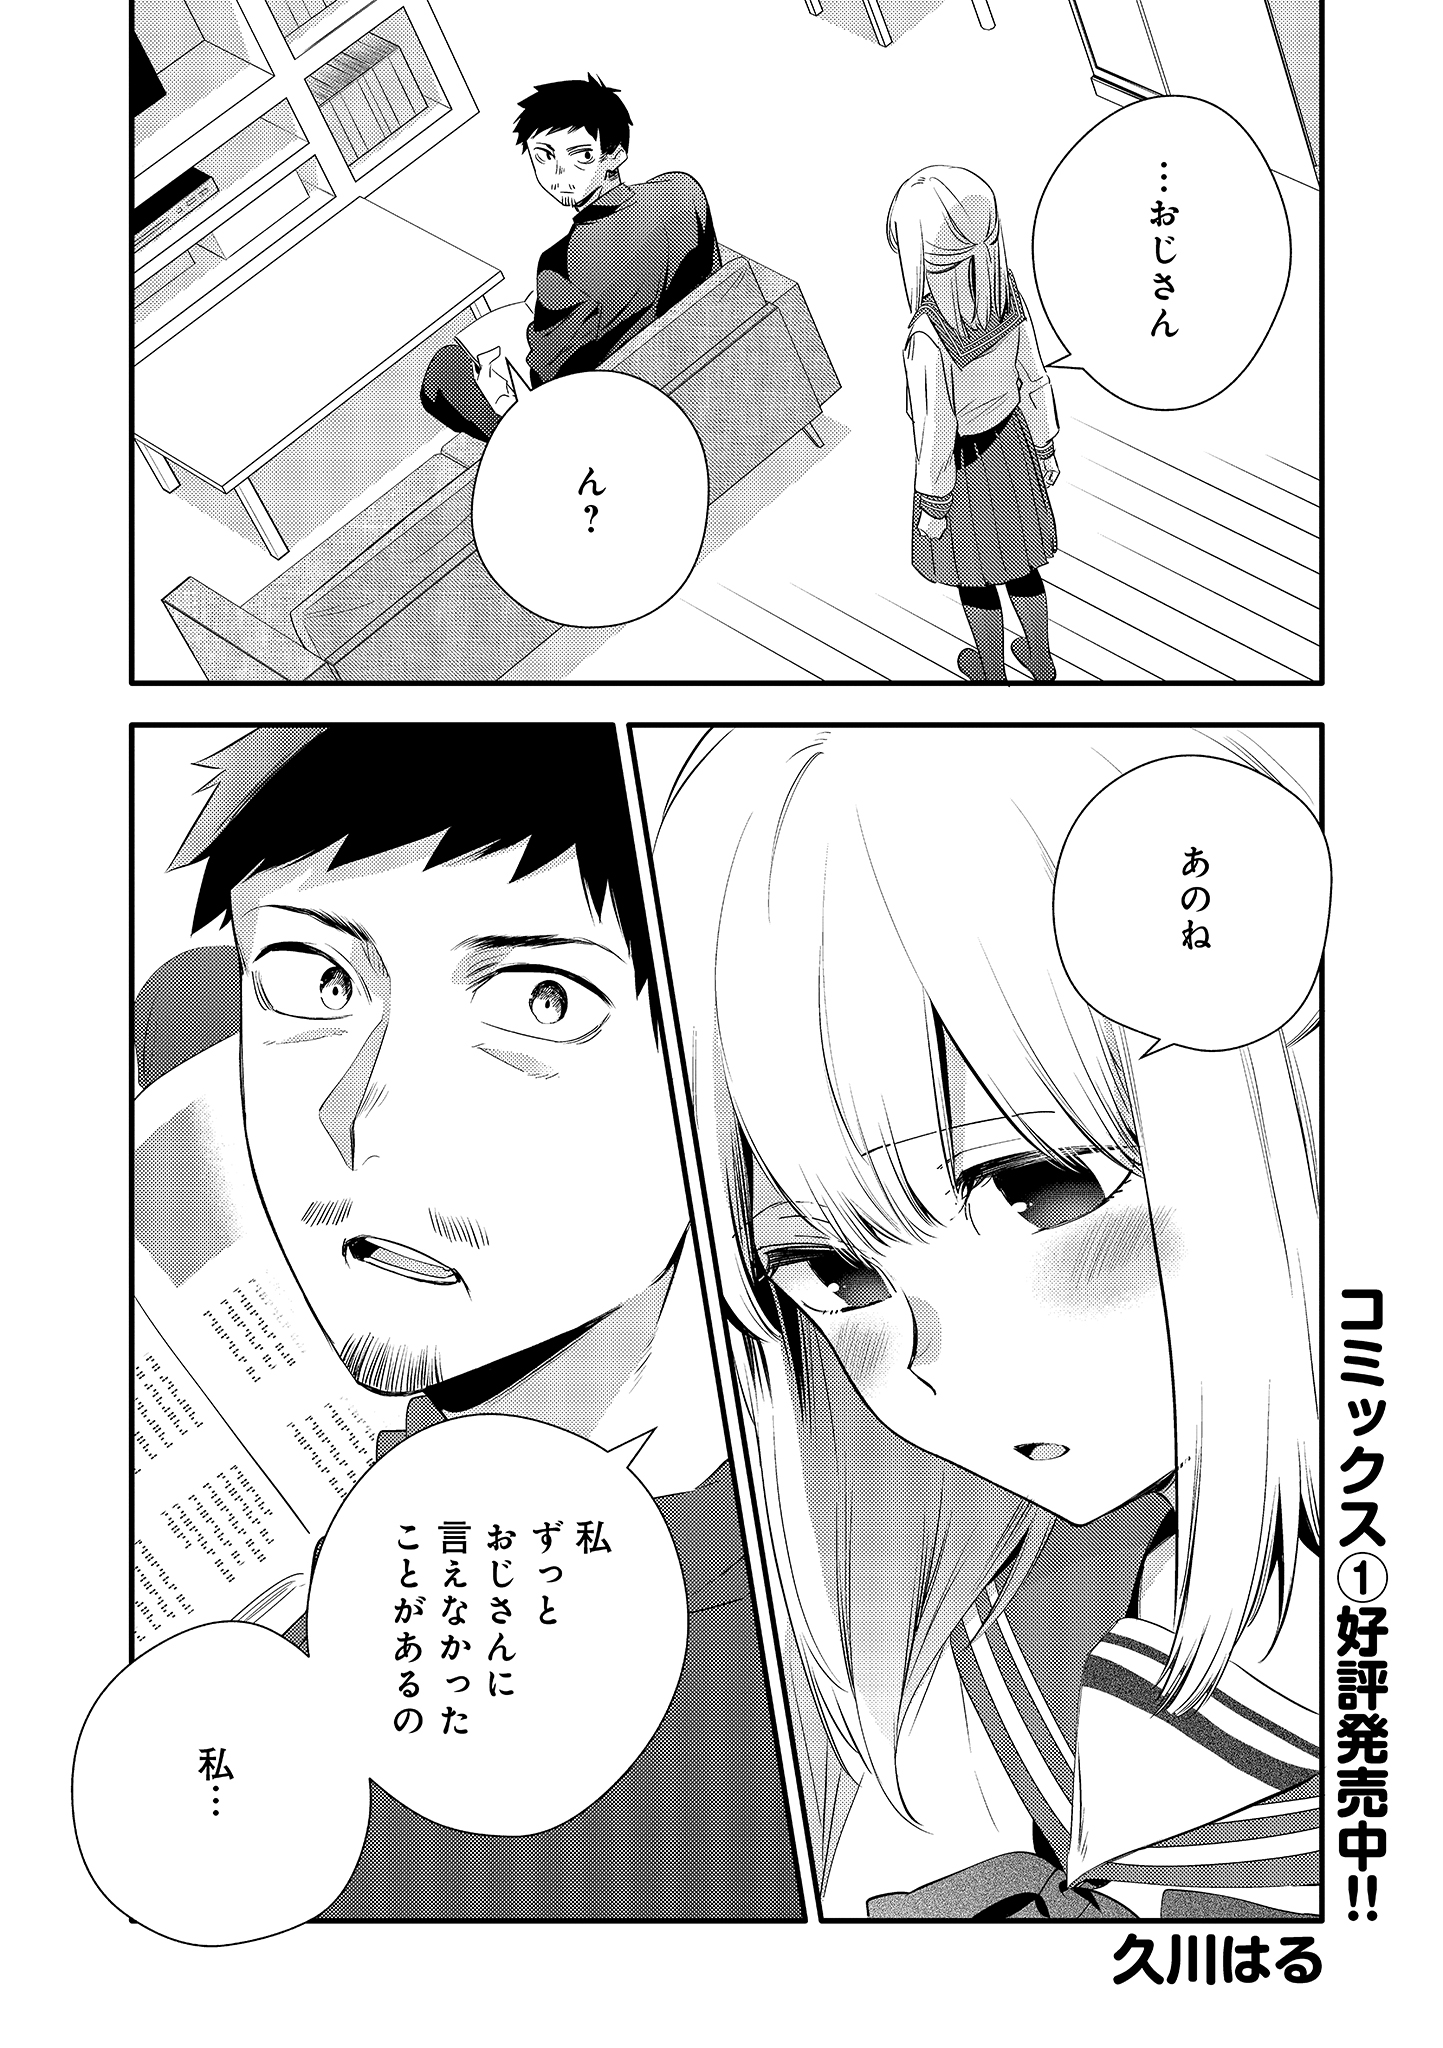 …おじさん
ん?
あのね
私
ずっと
おじさんに
言えなかった
ことがあるの
私…
コミックス①好評発売中!!
久川はる